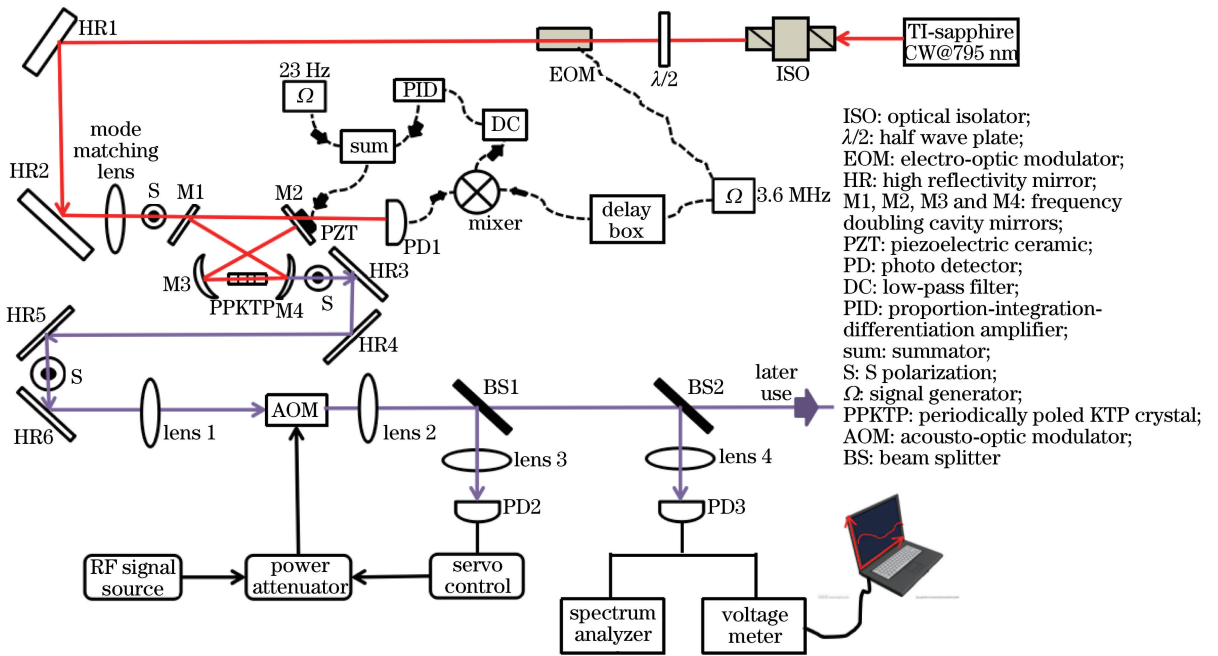 HR1
TI-sapphire
CW@795 nm
EOM
λ/2
ISO
23 Hz
Ω
PID
DC
sum
mode
matching
lens
HR2
S
M1
M2
PZT
PD1
mixer
delay
box
Ω
3.6 MHz
M3
PPKTP
M4
S
HR3
HR4
HR5
S
HR6
lens 1
AOM
lens 2
BS1
BS2
later
use
lens 3
lens 4
PD2
PD3
RF signal
source
power
attenuator
servo
control
spectrum
analyzer
voltage
meter
ISO: optical isolator;
λ/2: half wave plate;
EOM: electro-optic modulator;
HR: high reflectivity mirror;
M1, M2, M3 and M4: frequency
doubling cavity mirrors;
PZT: piezoelectric ceramic;
PD: photo detector;
DC: low-pass filter;
PID: proportion-integration-
differentiation amplifier;
sum: summator;
S: S polarization;
Ω: signal generator;
PPKTP: periodically poled KTP crystal;
AOM: acousto-optic modulator;
BS: beam splitter